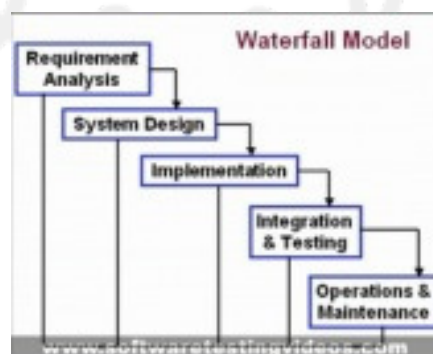 Waterfall Model
Requirement
Analysis
System Design
Implementation
Integration
& Testing
Operations &
Maintenance
www.softwaretestingvideos.com